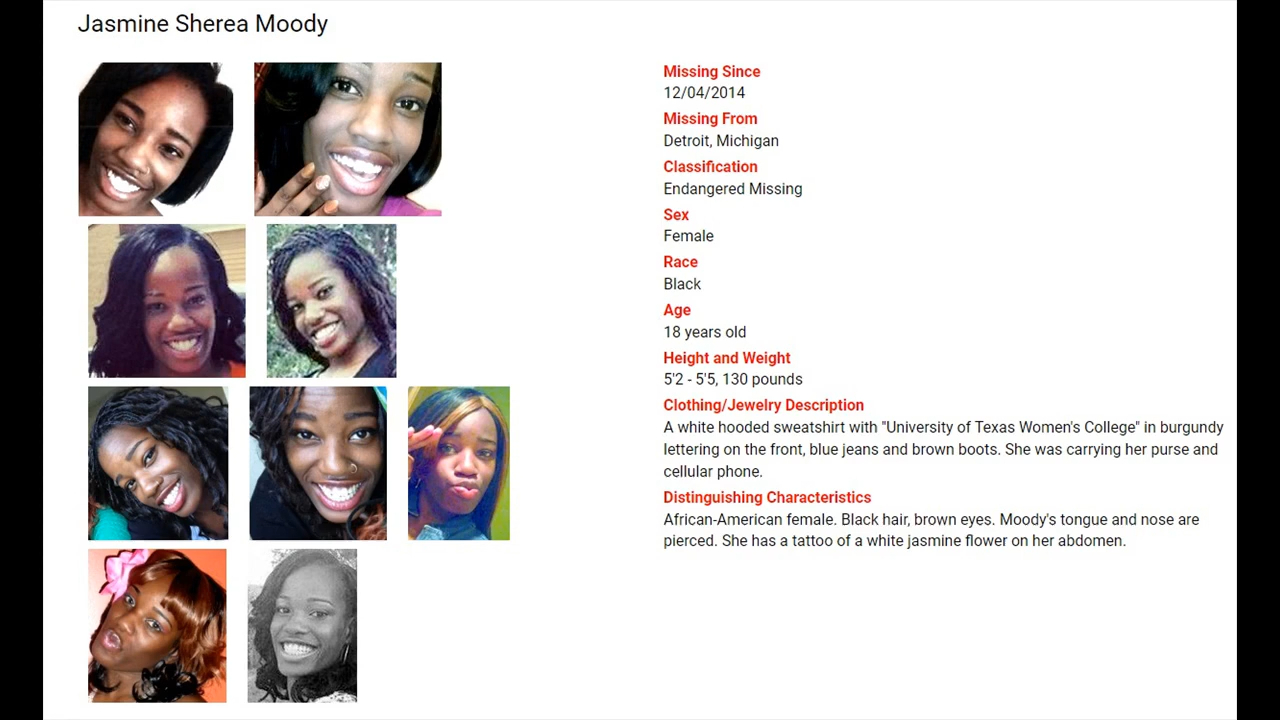 Jasmine Sherea Moody
Missing Since
12/04/2014
Missing From
Detroit, Michigan
Classification
Endangered Missing
Sex
Female
Race
Black
Age
18 years old
Height and Weight
5'2 - 5'5, 130 pounds
Clothing/Jewelry Description
A white hooded sweatshirt with "University of Texas Women's College" in burgundy
lettering on the front, blue jeans and brown boots. She was carrying her purse and
cellular phone.
Distinguishing Characteristics
African-American female. Black hair, brown eyes. Moody's tongue and nose are
pierced. She has a tattoo of a white jasmine flower on her abdomen.